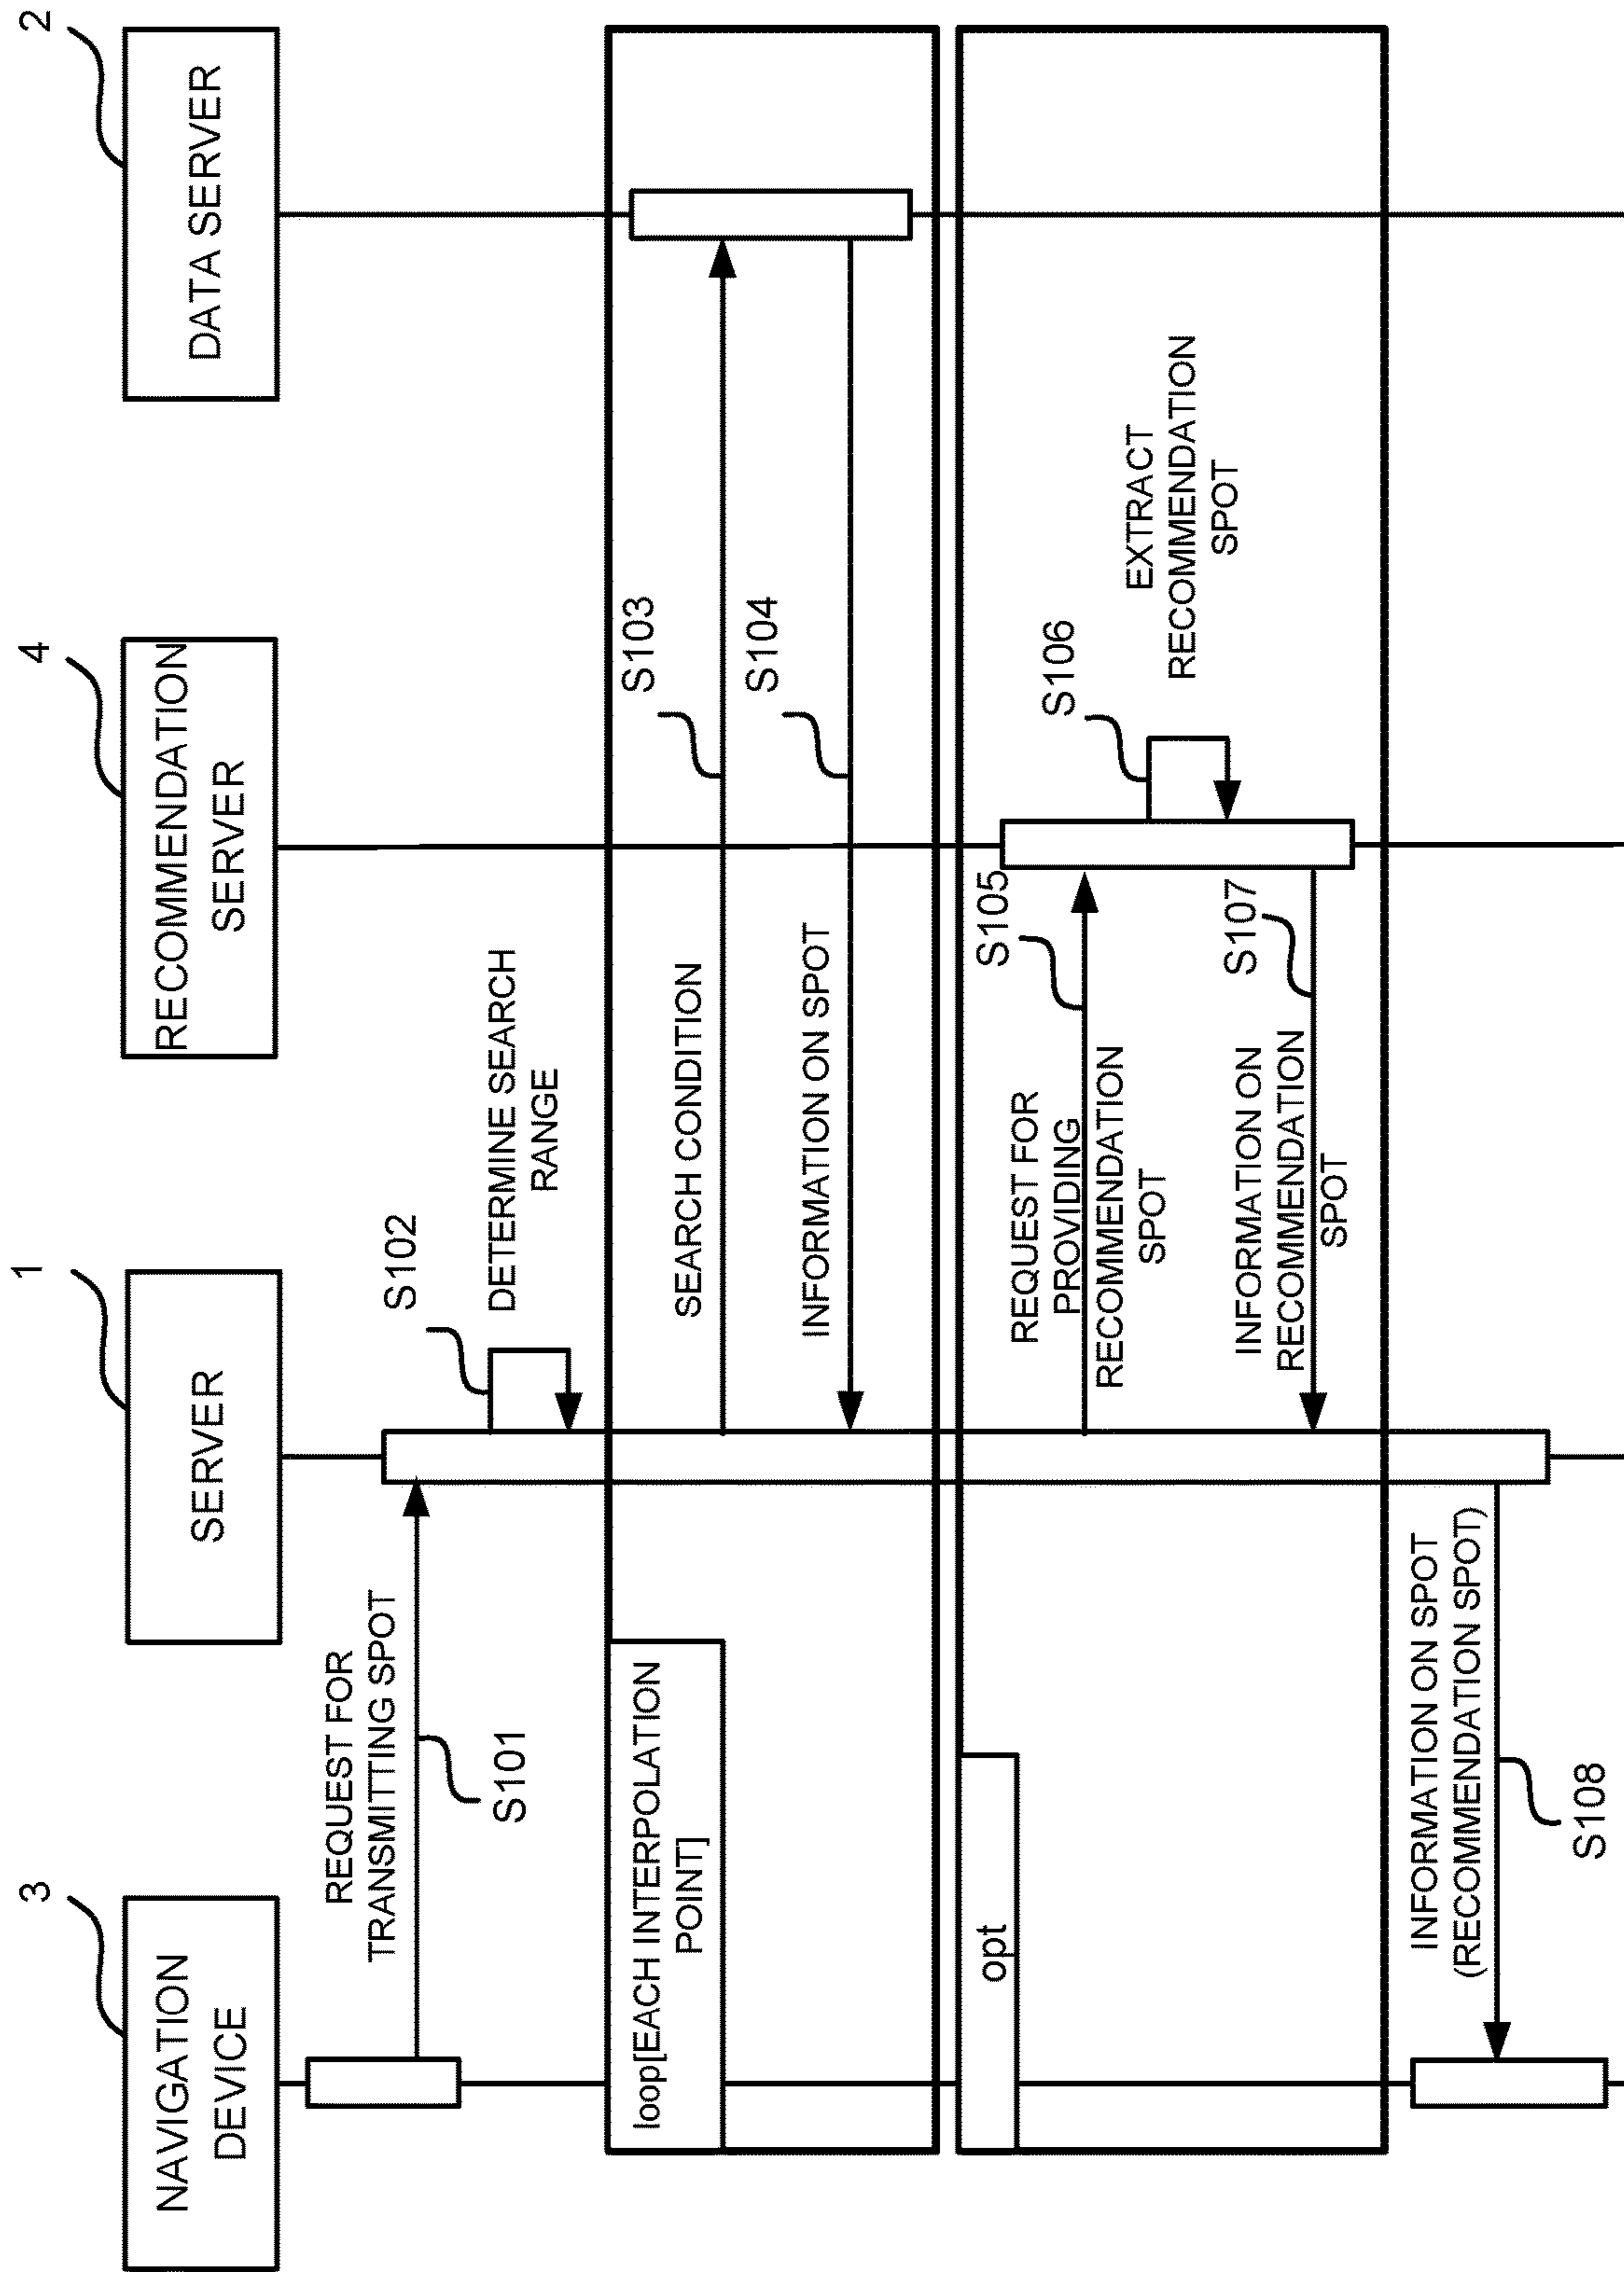 3
NAVIGATION
DEVICE
1
SERVER
4
RECOMMENDATION
SERVER
2
DATA SERVER
REQUEST FOR
TRANSMITTING SPOT
S101
S102
DETERMINE SEARCH
RANGE
loop[EACH INTERPOLATION
POINT]
SEARCH CONDITION
S103
INFORMATION ON SPOT
S104
opt
REQUEST FOR
PROVIDING
RECOMMENDATION
SPOT
S105
S106
EXTRACT
RECOMMENDATION
SPOT
INFORMATION ON
RECOMMENDATION
SPOT
S107
INFORMATION ON SPOT
(RECOMMENDATION SPOT)
S108